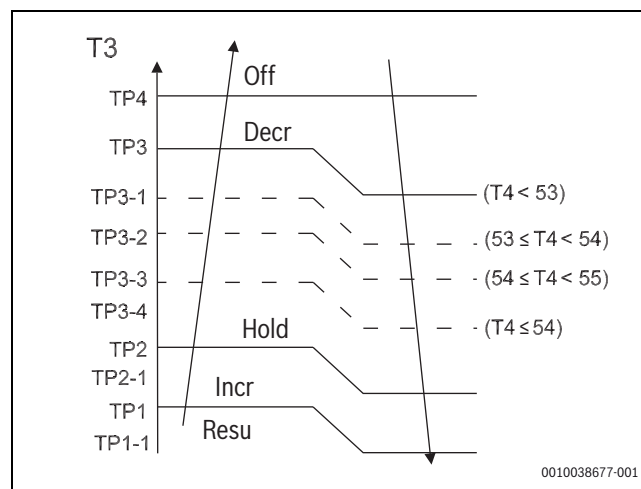 T3
Off
TP4
Decr
TP3
TP3-1
(T4 < 53)
TP3-2
(53 ≤ T4 < 54)
TP3-3
(54 ≤ T4 < 55)
TP3-4
(T4 ≤ 54)
Hold
TP2
TP2-1
Incr
TP1
Resu
TP1-1
0010038677-001